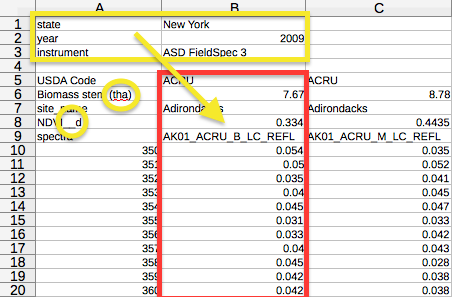 A B C
1 state New York
2 year 2009
3 instrument ASD FieldSpec 3
4
5 USDA Code ACRU ACRU
6 Biomass stem (tha) 7.67 8.78
7 site_name Adirondacks Adirondacks
8 0.334 0.4435
9 spectra AK01_ACRU_B_LC_REFL AK01_ACRU_M_LC_REFL
10 350 0.054 0.035
11 351 0.05 0.052
12 352 0.035 0.041
13 353 0.04 0.045
14 354 0.045 0.047
15 355 0.031 0.033
16 356 0.033 0.042
17 357 0.04 0.043
18 358 0.045 0.028
19 359 0.042 0.038
20 360 0.042 0.038